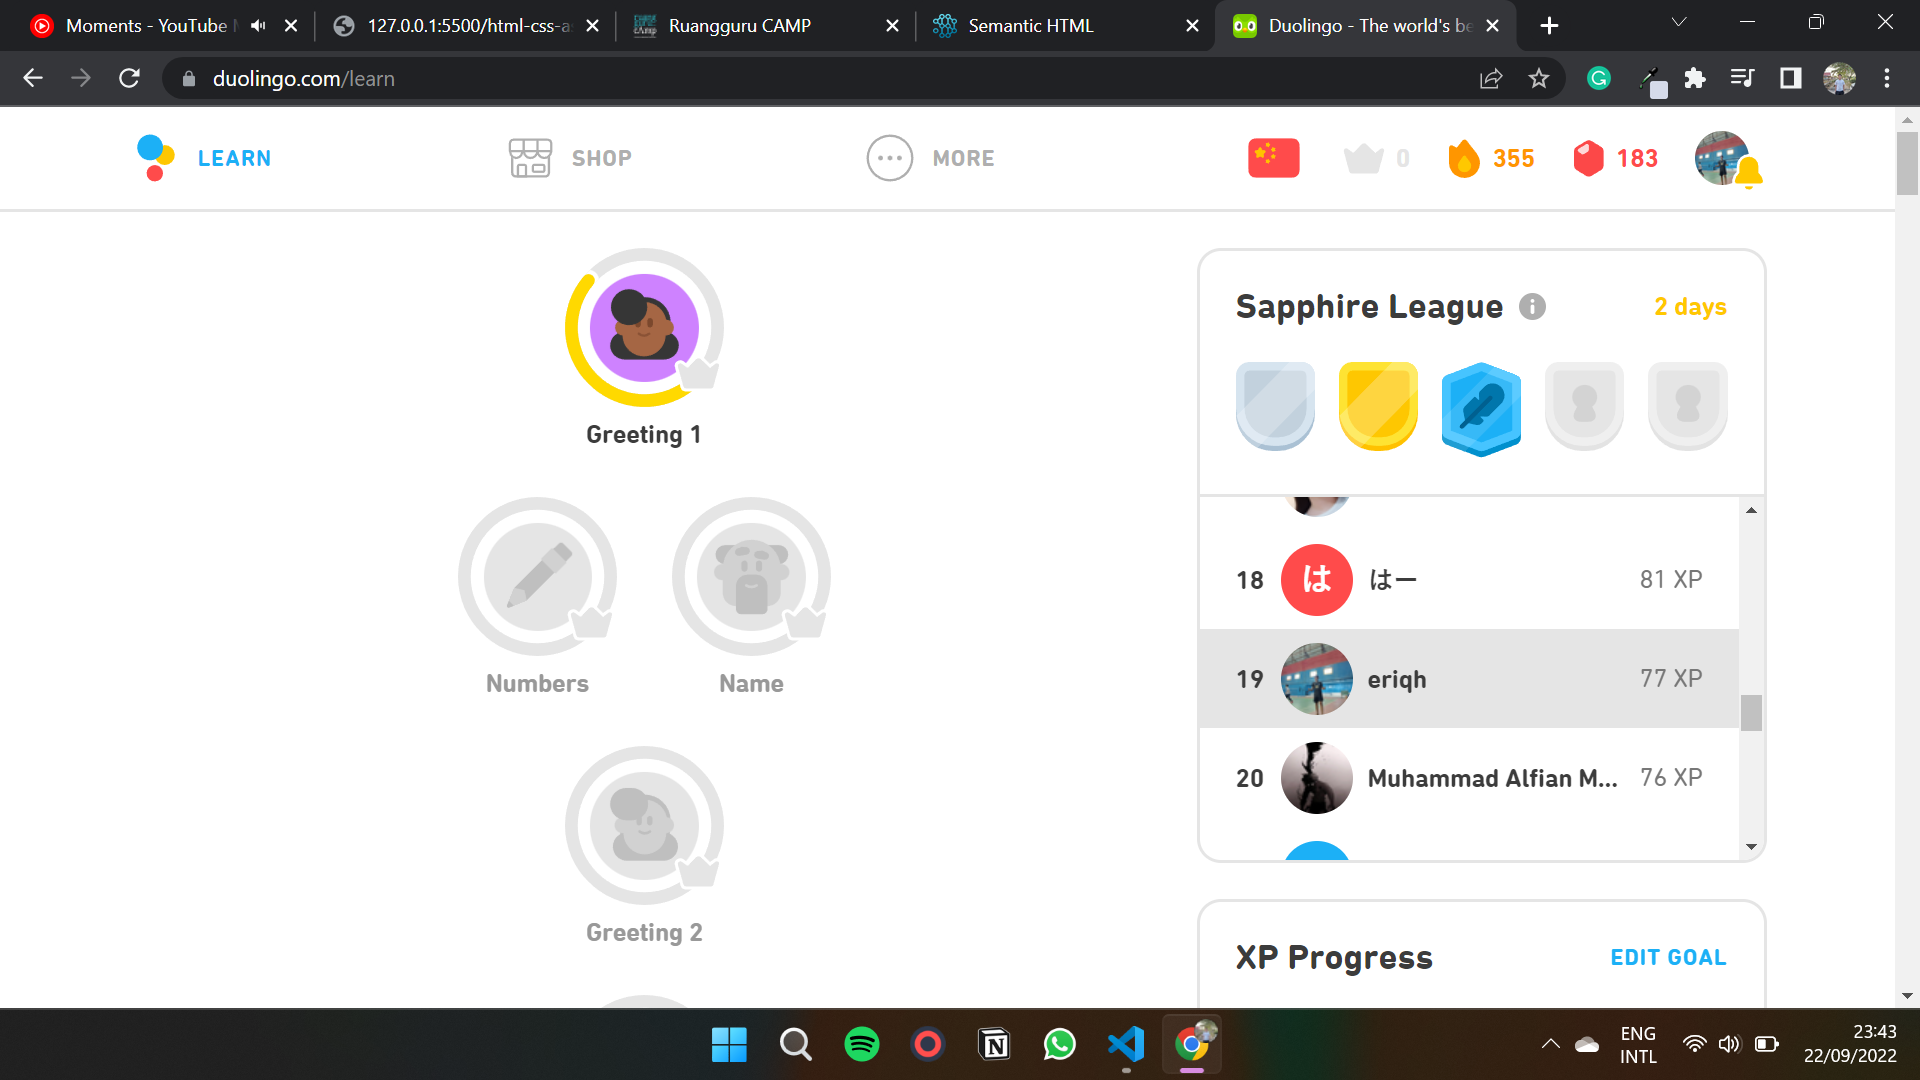 Moments - YouTube
127.0.0.1:5500/html-css-a
Ruangguru CAMP
Semantic HTML
Duolingo - The world's be
duolingo.com/learn
LEARN
SHOP
MORE
0
355
183
Greeting 1
Numbers
Name
Greeting 2
Sapphire League
2 days
18 は はー 81 XP
19 eriqh 77 XP
20 Muhammad Alfian M... 76 XP
XP Progress
EDIT GOAL
ENG
INTL
23:43
22/09/2022